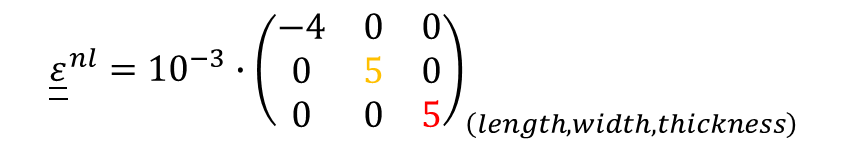 −4 0 0
ε^{nl} = 10^{−3} · ( 0 5 0 )
0 0 5 (length,width,thickness)